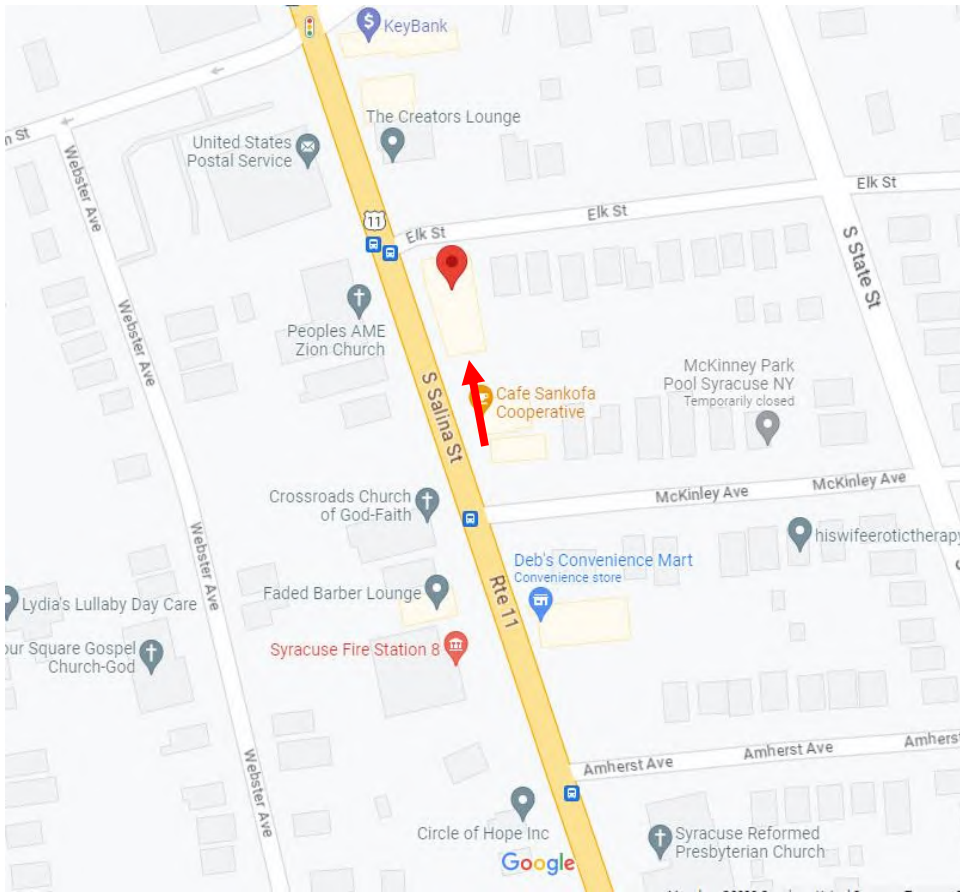 KeyBank
The Creators Lounge
United States
Postal Service
n St
Webster Ave
11
Elk St
Elk St
Elk St
S State St
Peoples AME
Zion Church
Webster Ave
McKinney Park
Pool Syracuse NY
Temporarily closed
S Salina St
Cafe Sankofa
Cooperative
Crossroads Church
of God-Faith
McKinley Ave
McKinley Ave
hiswifeerotictherapy
Webster Ave
Deb's Convenience Mart
Convenience store
Rte 11
Faded Barber Lounge
Lydia's Lullaby Day Care
Syracuse Fire Station 8
our Square Gospel
Church-God
Amherst Ave
Amherst Ave
Amherst
Webster Ave
Circle of Hope Inc
Syracuse Reformed
Presbyterian Church
Google